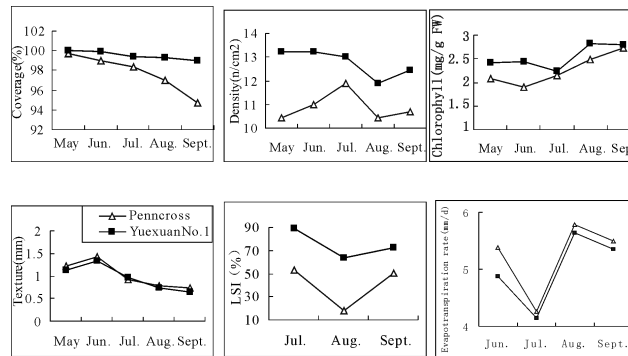 Coverage(%)
100
98
96
94
92
May Jun. Jul. Aug. Sept.
Density(n/cm2)
14
13
12
11
10
May Jun. Jul. Aug. Sept.
Chlorophyll(mg/g FW)
3
2.5
2
1.5
1
May Jun. Jul. Aug. Sept.
Texture(mm)
2
1.5
1
0.5
0
May Jun. Jul. Aug. Sept.
Penncross
YuexuanNo.1
LSI (%)
90
70
50
30
10
Jul. Aug. Sept.
Evapotranspiration rate(mm/d)
6
5
4
Jun. Jul. Aug. Sept.